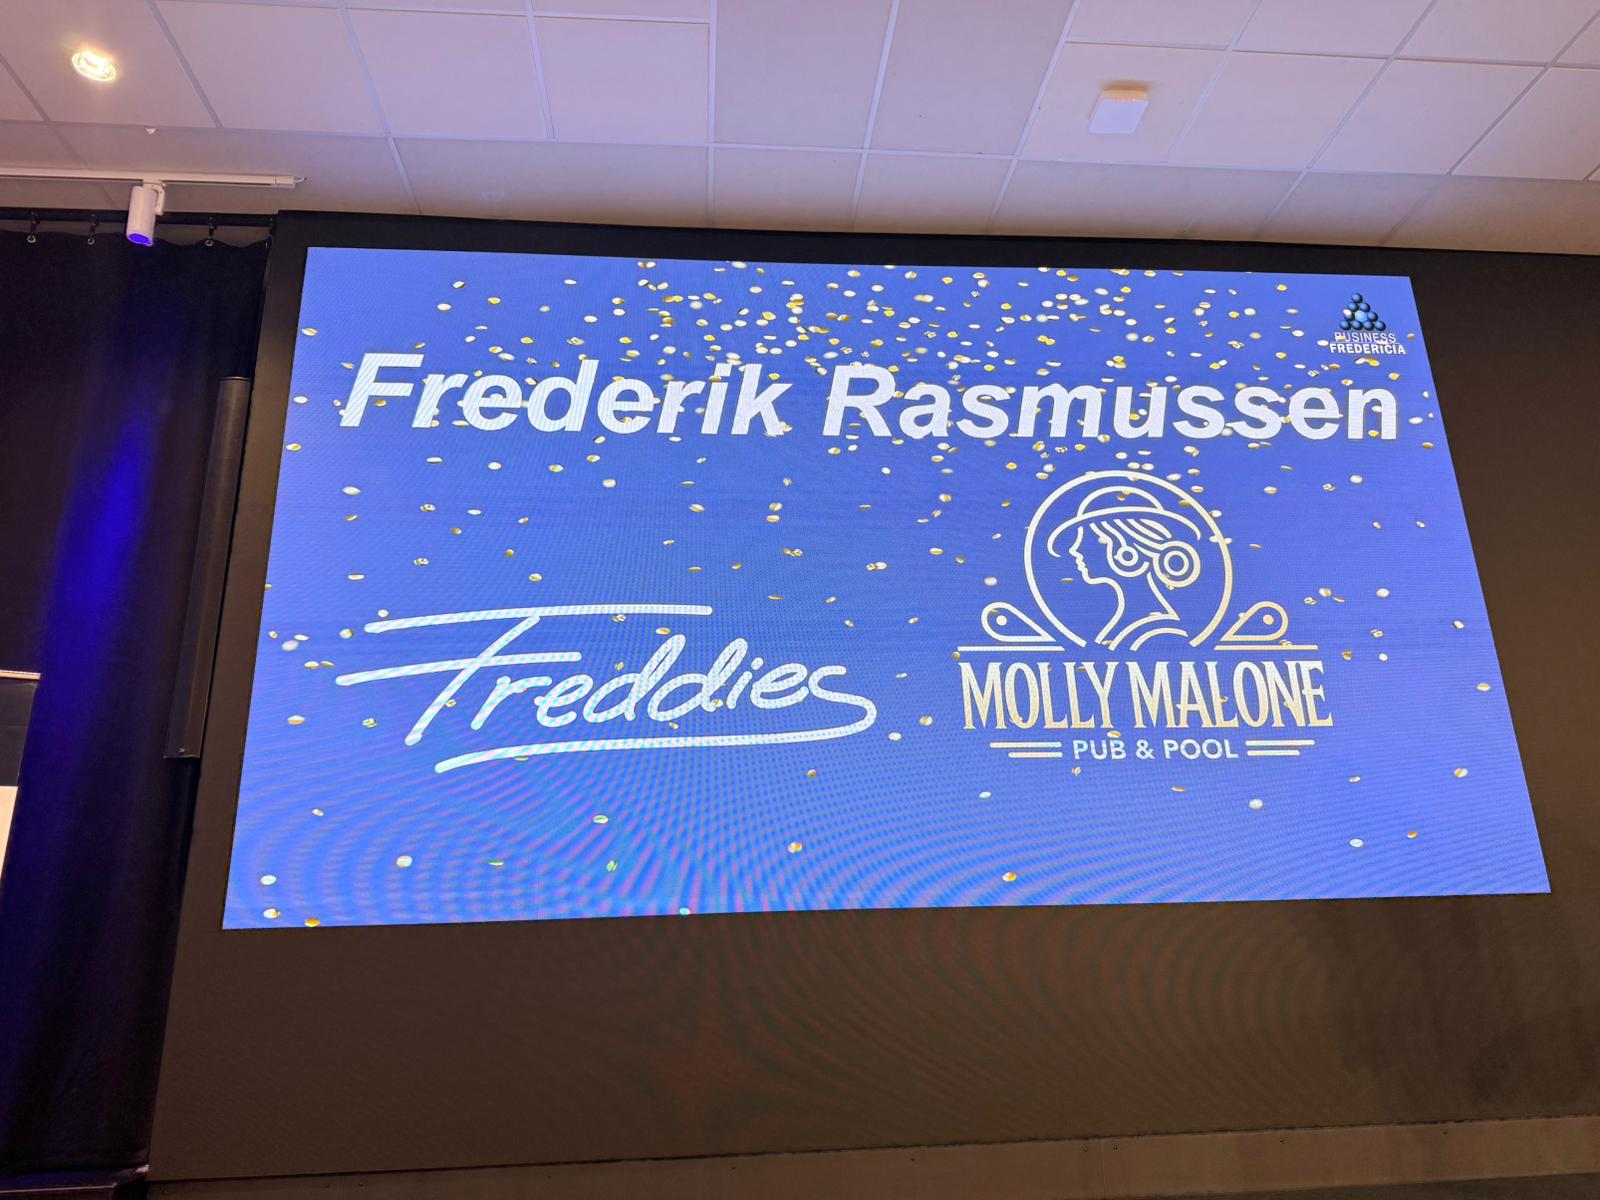 BUSINESS
FREDERICIA
Frederik Rasmussen
Freddies
MOLLY MALONE
PUB & POOL